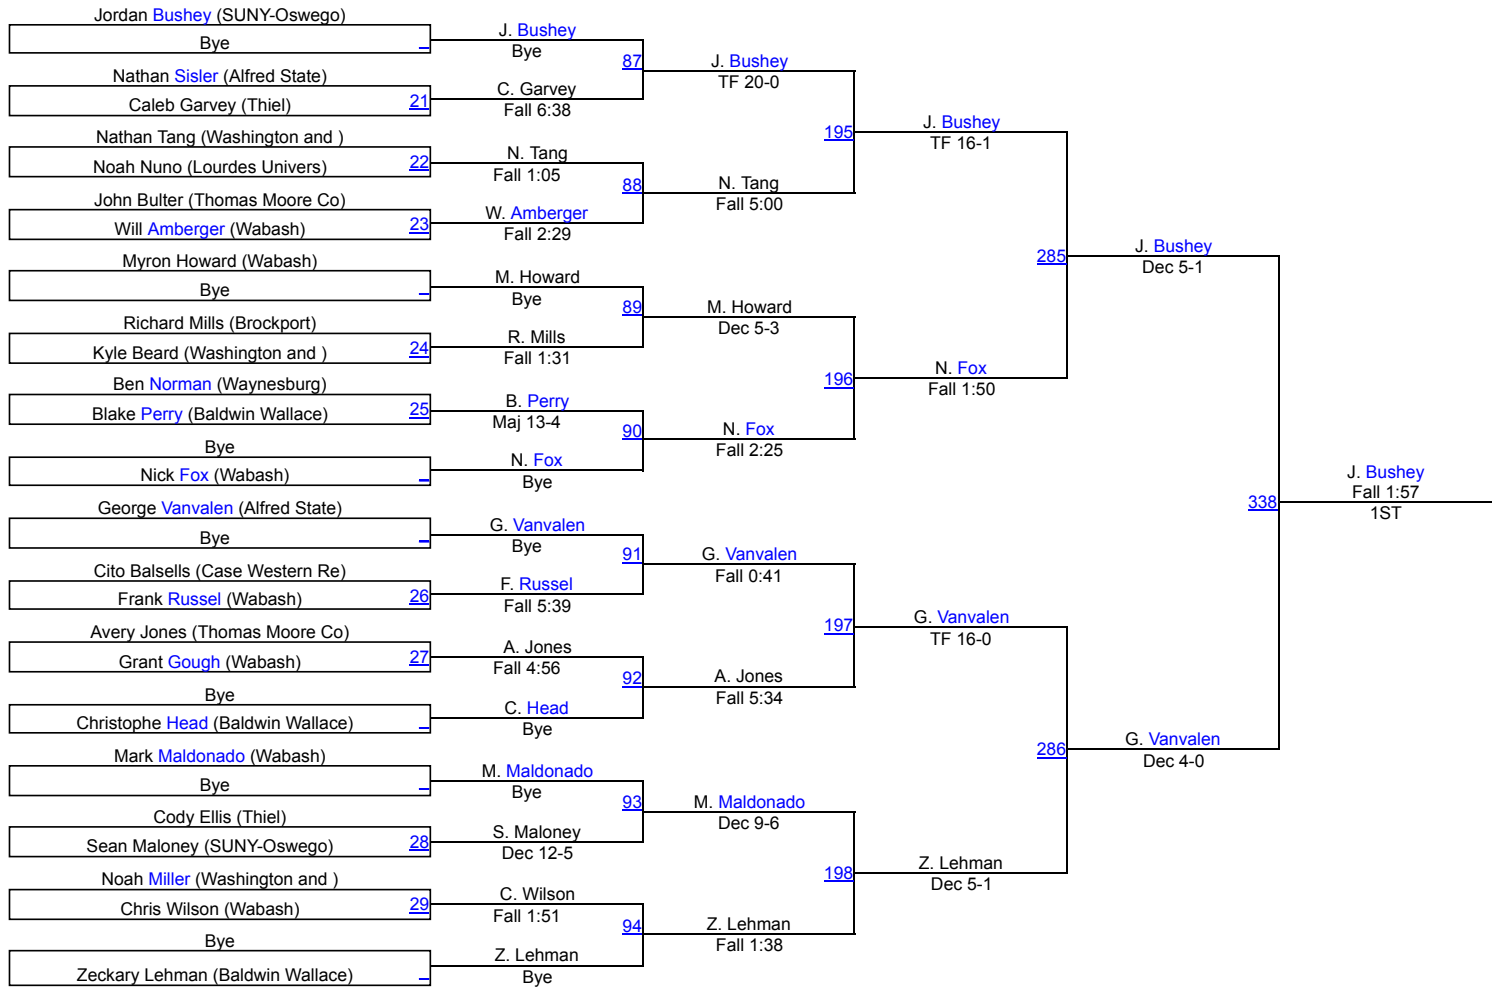 Jordan Bushey (SUNY-Oswego)
Bye
Nathan Sisler (Alfred State)
Caleb Garvey (Thiel)
21
Nathan Tang (Washington and )
Noah Nuno (Lourdes Univers)
22
John Bulter (Thomas Moore Co)
Will Amberger (Wabash)
23
Myron Howard (Wabash)
Bye
Richard Mills (Brockport)
Kyle Beard (Washington and )
24
Ben Norman (Waynesburg)
Blake Perry (Baldwin Wallace)
25
Bye
Nick Fox (Wabash)
George Vanvalen (Alfred State)
Bye
Cito Balsells (Case Western Re)
Frank Russel (Wabash)
26
Avery Jones (Thomas Moore Co)
Grant Gough (Wabash)
27
Bye
Christophe Head (Baldwin Wallace)
Mark Maldonado (Wabash)
Bye
Cody Ellis (Thiel)
Sean Maloney (SUNY-Oswego)
28
Noah Miller (Washington and )
Chris Wilson (Wabash)
29
Bye
Zeckary Lehman (Baldwin Wallace)
J. Bushey
Bye
87
C. Garvey
Fall 6:38
N. Tang
Fall 1:05
88
W. Amberger
Fall 2:29
M. Howard
Bye
89
R. Mills
Fall 1:31
B. Perry
Maj 13-4
90
N. Fox
Bye
G. Vanvalen
Bye
91
F. Russel
Fall 5:39
A. Jones
Fall 4:56
92
C. Head
Bye
M. Maldonado
Bye
93
S. Maloney
Dec 12-5
C. Wilson
Fall 1:51
94
Z. Lehman
Bye
J. Bushey
TF 20-0
195
N. Tang
Fall 5:00
M. Howard
Dec 5-3
196
N. Fox
Fall 2:25
G. Vanvalen
Fall 0:41
197
A. Jones
Fall 5:34
M. Maldonado
Dec 9-6
198
Z. Lehman
Fall 1:38
J. Bushey
TF 16-1
285
N. Fox
Fall 1:50
G. Vanvalen
TF 16-0
286
Z. Lehman
Dec 5-1
J. Bushey
Dec 5-1
338
G. Vanvalen
Dec 4-0
J. Bushey
Fall 1:57
1ST